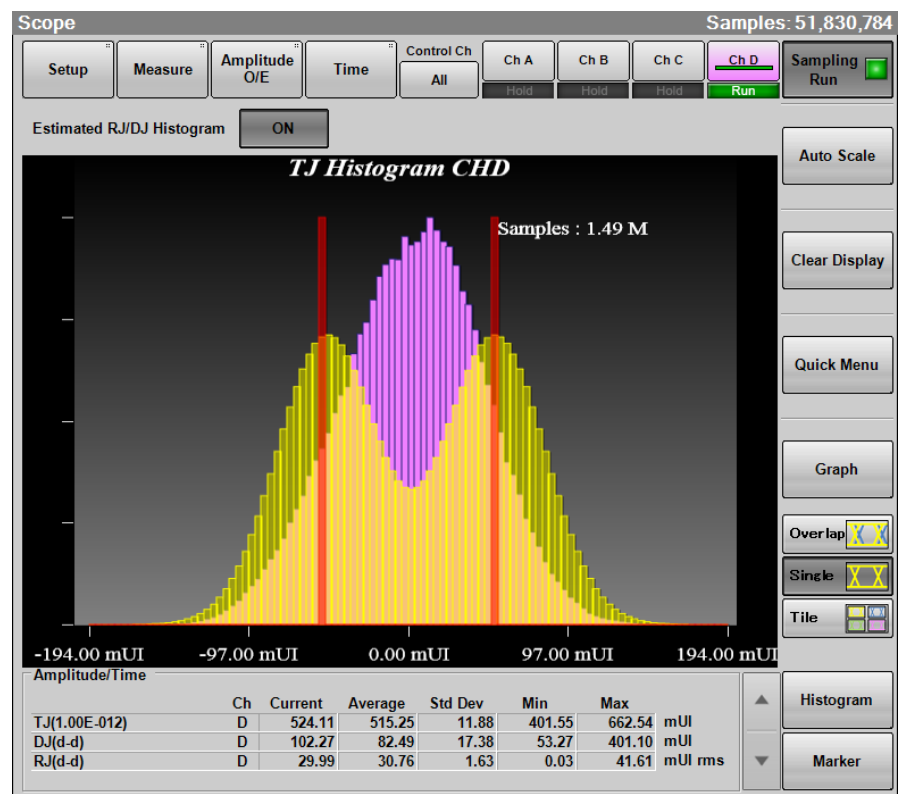 Scope Samples: 51,830,784
Setup Measure Amplitude O/E Time Control Ch All Ch A Hold Ch B Hold Ch C Hold Ch D Run Sampling Run
Estimated RJ/DJ Histogram ON
Auto Scale
TJ Histogram CHD
Samples : 1.49 M
Clear Display
Quick Menu
Graph
Overlap
Single
Tile
-194.00 mUI -97.00 mUI 0.00 mUI 97.00 mUI 194.00 mUI
Amplitude/Time
Ch Current Average Std Dev Min Max
TJ(1.00E-012) D 524.11 515.25 11.88 401.55 662.54 mUI
DJ(d-d) D 102.27 82.49 17.38 53.27 401.10 mUI
RJ(d-d) D 29.99 30.76 1.63 0.03 41.61 mUI rms
Histogram
Marker